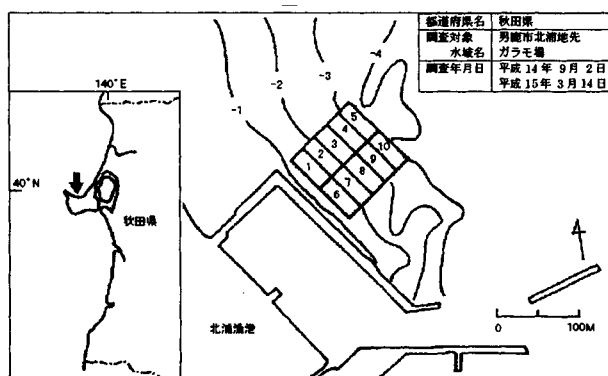 都道府県名 秋田県
調査対象 男鹿市北浦地先
水域名 ガラモ場
調査年月日 平成14年 9月 2日
平成15年 3月14日
140°E
40°N
秋田県
-1
-2
-3
-4
5
4
3
2
1
10
9
8
7
6
北浦漁港
0 100M